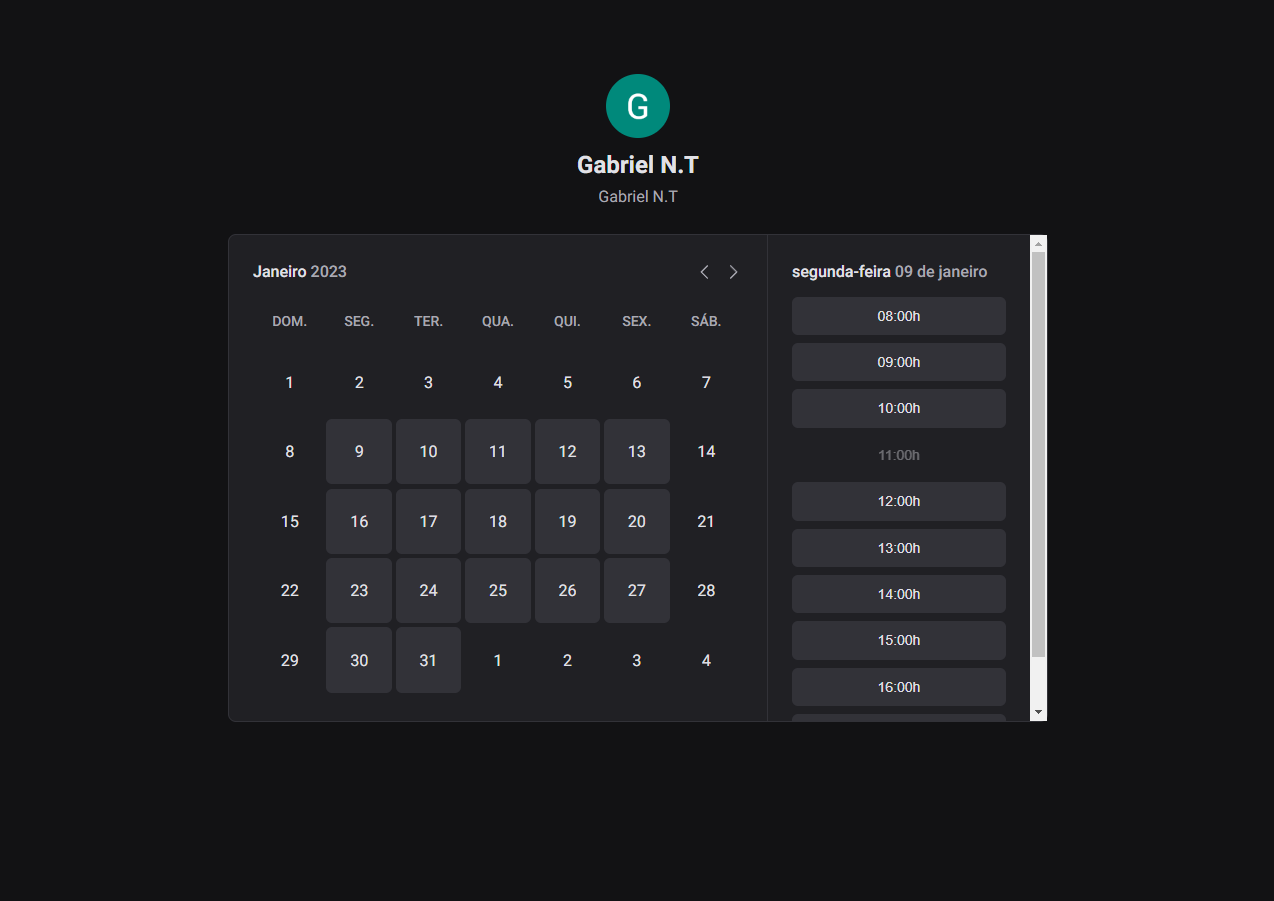 G
Gabriel N.T
Gabriel N.T
Janeiro 2023
DOM. SEG. TER. QUA. QUI. SEX. SÁB.
1 2 3 4 5 6 7
8 9 10 11 12 13 14
15 16 17 18 19 20 21
22 23 24 25 26 27 28
29 30 31 1 2 3 4
segunda-feira 09 de janeiro
08:00h
09:00h
10:00h
11:00h
12:00h
13:00h
14:00h
15:00h
16:00h